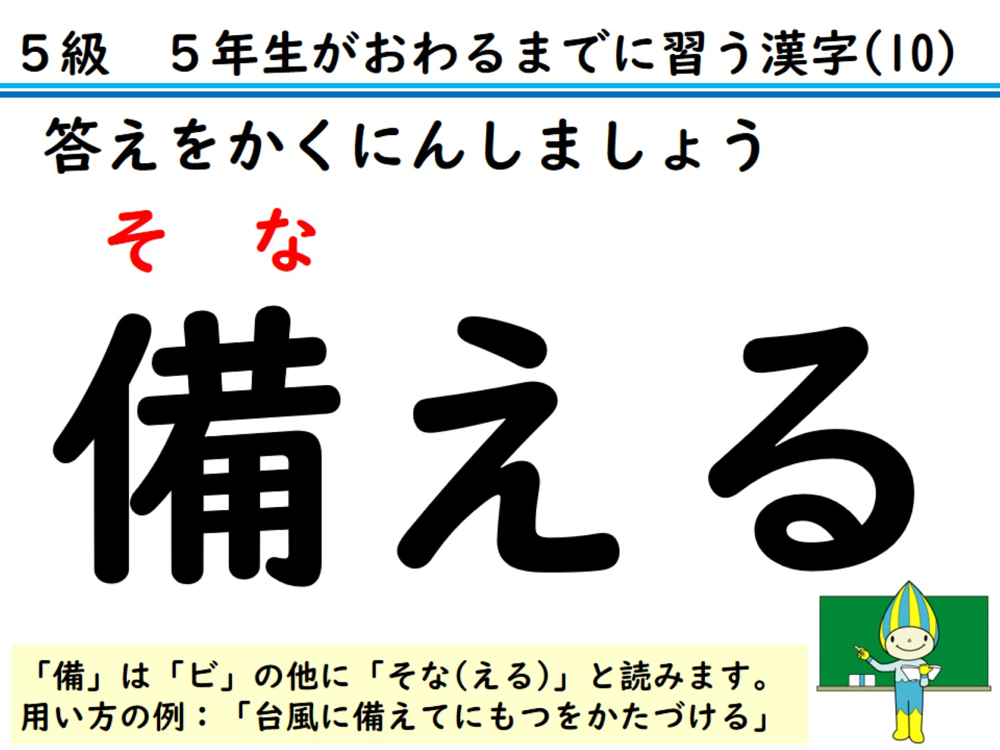 ５級　５年生がおわるまでに習う漢字(10)
答えをかくにんしましょう
そ　な
備える
「備」は「ビ」の他に「そな(える)」と読みます。
用い方の例：「台風に備えてにもつをかたづける」